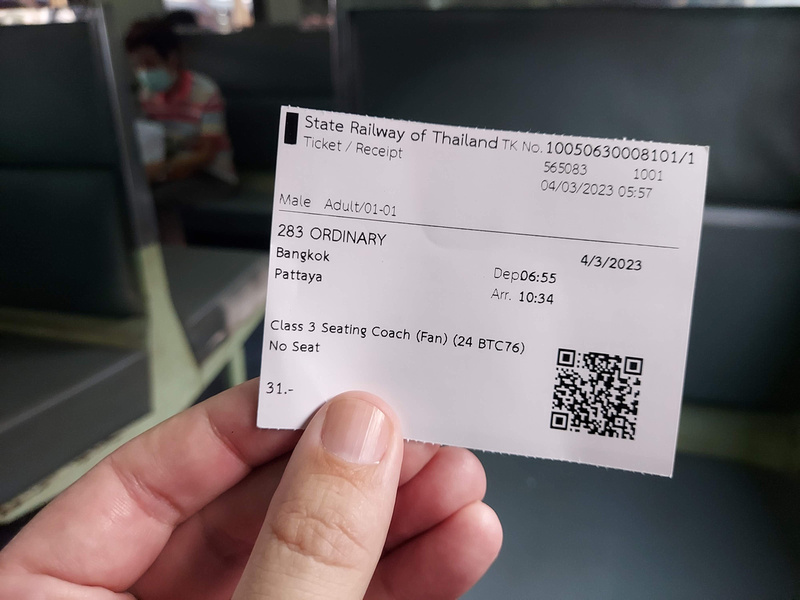 State Railway of Thailand TK No. 10050630008101/1
Ticket / Receipt
565083 1001
04/03/2023 05:57
Male Adult/01-01
283 ORDINARY 4/3/2023
Bangkok Dep06:55
Pattaya Arr. 10:34
Class 3 Seating Coach (Fan) (24 BTC76)
No Seat
31.-